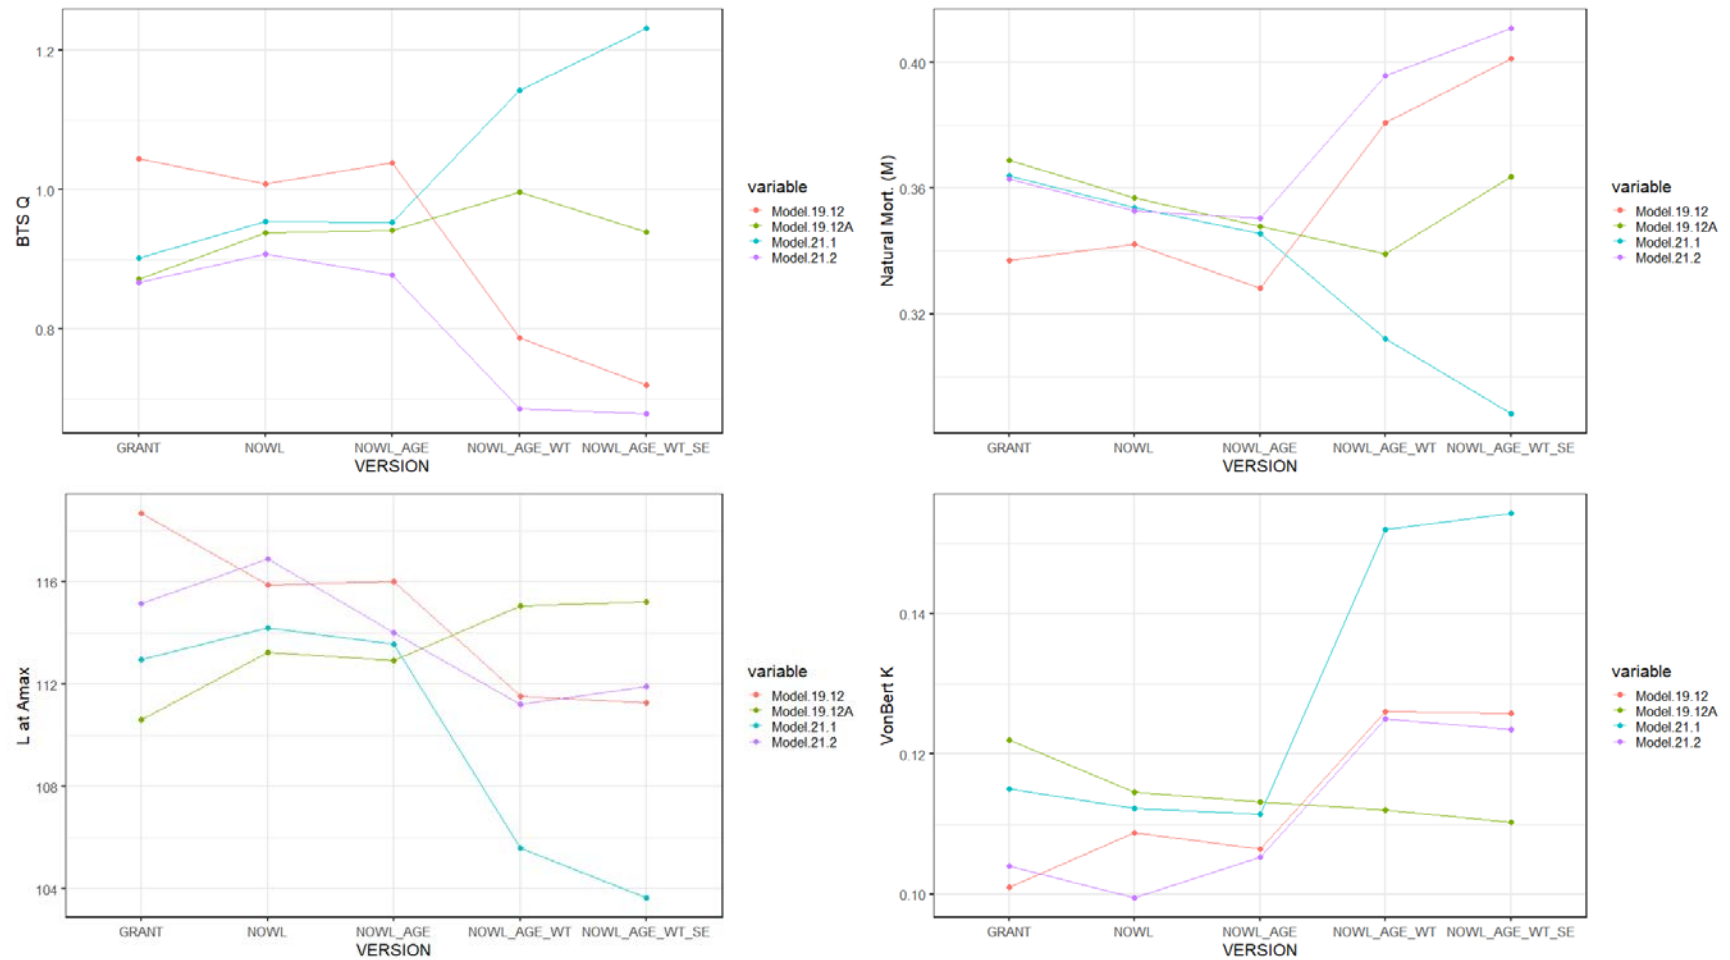 BTS Q
1.2
1.0
0.8
GRANT NOWL NOWL_AGE NOWL_AGE_WT NOWL_AGE_WT_SE
VERSION
variable
Model.19.12
Model.19.12A
Model.21.1
Model.21.2
Natural Mort. (M)
0.40
0.36
0.32
GRANT NOWL NOWL_AGE NOWL_AGE_WT NOWL_AGE_WT_SE
VERSION
variable
Model.19.12
Model.19.12A
Model.21.1
Model.21.2
L at Amax
116
112
108
104
GRANT NOWL NOWL_AGE NOWL_AGE_WT NOWL_AGE_WT_SE
VERSION
variable
Model.19.12
Model.19.12A
Model.21.1
Model.21.2
VonBert K
0.14
0.12
0.10
GRANT NOWL NOWL_AGE NOWL_AGE_WT NOWL_AGE_WT_SE
VERSION
variable
Model.19.12
Model.19.12A
Model.21.1
Model.21.2